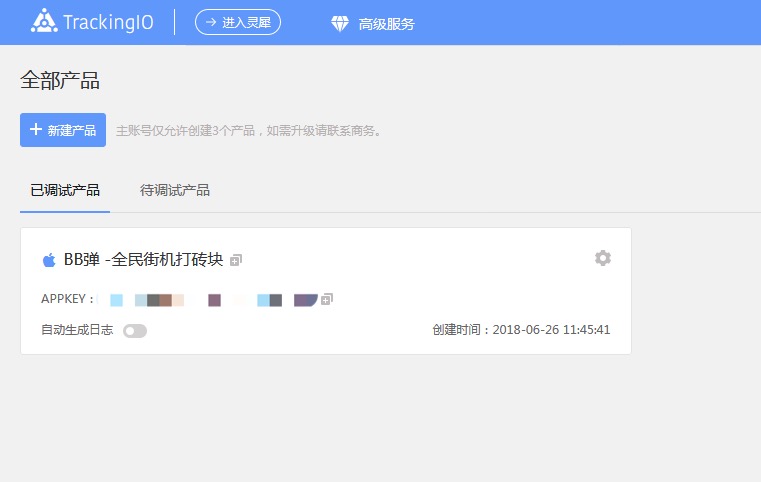 TrackingIO 进入灵犀 高级服务
全部产品
新建产品 主账号仅允许创建3个产品，如需升级请联系商务。
已调试产品 待调试产品
BB弹 -全民街机打砖块
APPKEY：
自动生成日志 创建时间：2018-06-26 11:45:41